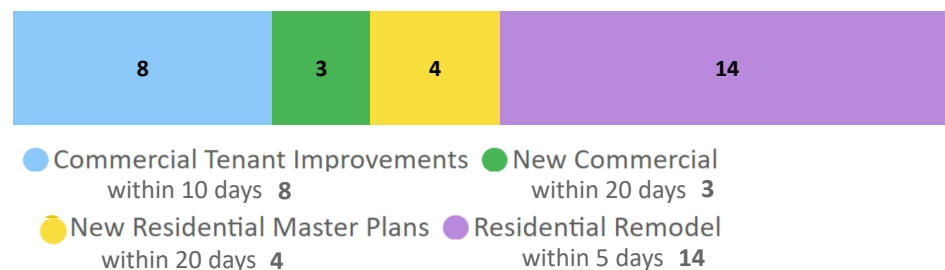 8 3 4 14
Commercial Tenant Improvements New Commercial
within 10 days 8 within 20 days 3
New Residential Master Plans Residential Remodel
within 20 days 4 within 5 days 14